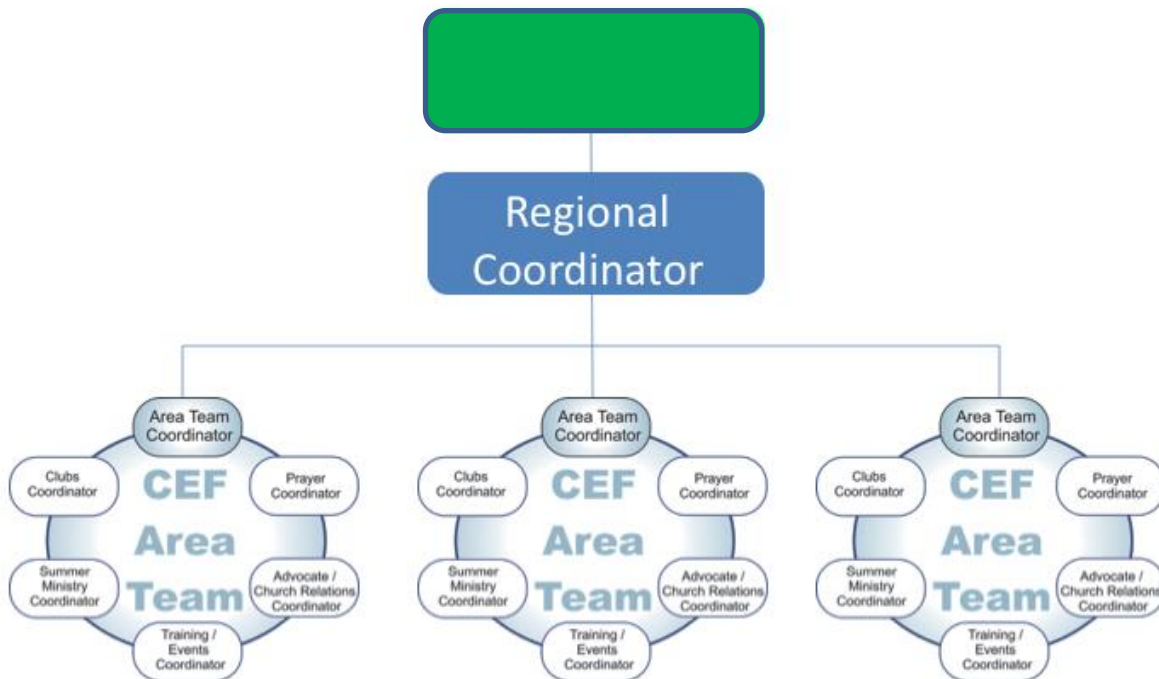 Regional
Coordinator
Area Team
Coordinator
Clubs
Coordinator
CEF
Prayer
Coordinator
Area
Summer
Ministry
Coordinator
Team
Advocate /
Church Relations
Coordinator
Training /
Events
Coordinator
Area Team
Coordinator
Clubs
Coordinator
CEF
Prayer
Coordinator
Area
Summer
Ministry
Coordinator
Team
Advocate /
Church Relations
Coordinator
Training /
Events
Coordinator
Area Team
Coordinator
Clubs
Coordinator
CEF
Prayer
Coordinator
Area
Summer
Ministry
Coordinator
Team
Advocate /
Church Relations
Coordinator
Training /
Events
Coordinator